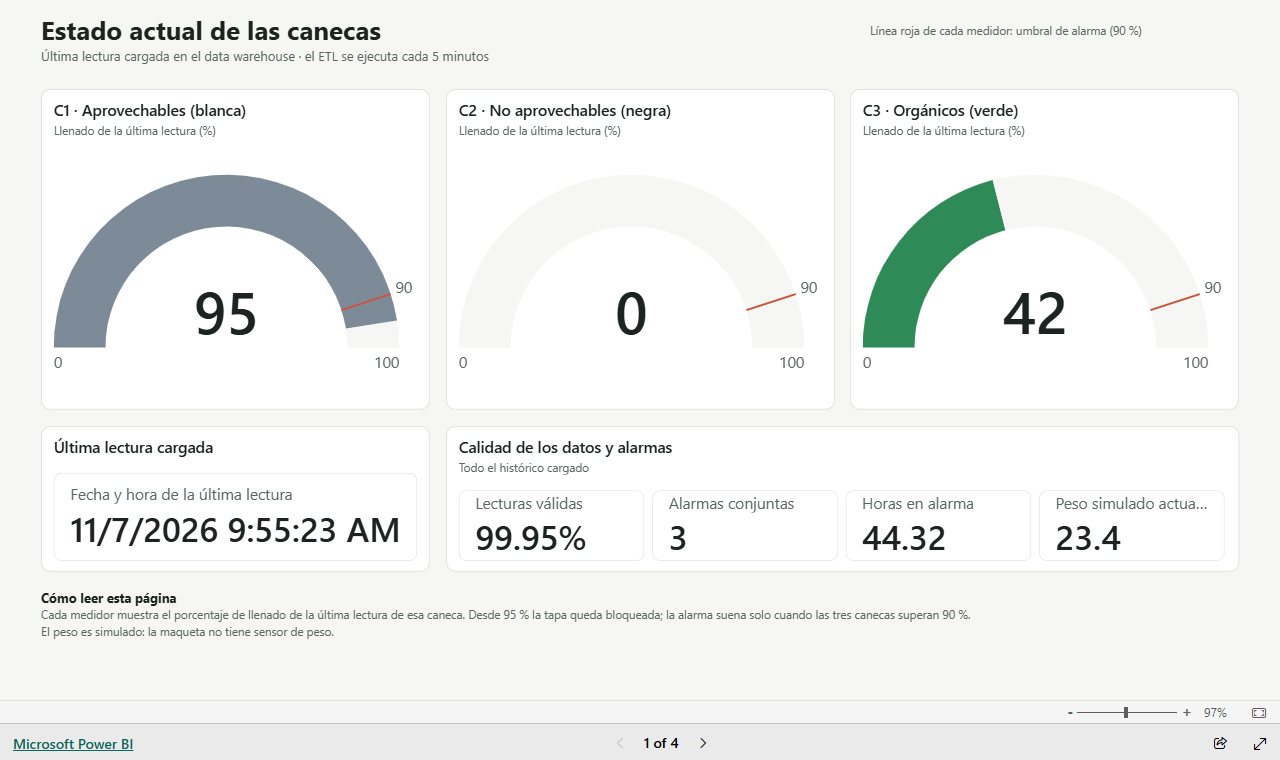 Estado actual de las canecas
Última lectura cargada en el data warehouse · el ETL se ejecuta cada 5 minutos
Línea roja de cada medidor: umbral de alarma (90 %)
C1 · Aprovechables (blanca)
Llenado de la última lectura (%)
90
95
0
100
C2 · No aprovechables (negra)
Llenado de la última lectura (%)
90
0
0
100
C3 · Orgánicos (verde)
Llenado de la última lectura (%)
90
42
0
100
Última lectura cargada
Fecha y hora de la última lectura
11/7/2026 9:55:23 AM
Calidad de los datos y alarmas
Todo el histórico cargado
Lecturas válidas
99.95%
Alarmas conjuntas
3
Horas en alarma
44.32
Peso simulado actua...
23.4
Cómo leer esta página
Cada medidor muestra el porcentaje de llenado de la última lectura de esa caneca. Desde 95 % la tapa queda bloqueada; la alarma suena solo cuando las tres canecas superan 90 %.
El peso es simulado: la maqueta no tiene sensor de peso.
- + 97%
Microsoft Power BI
1 of 4